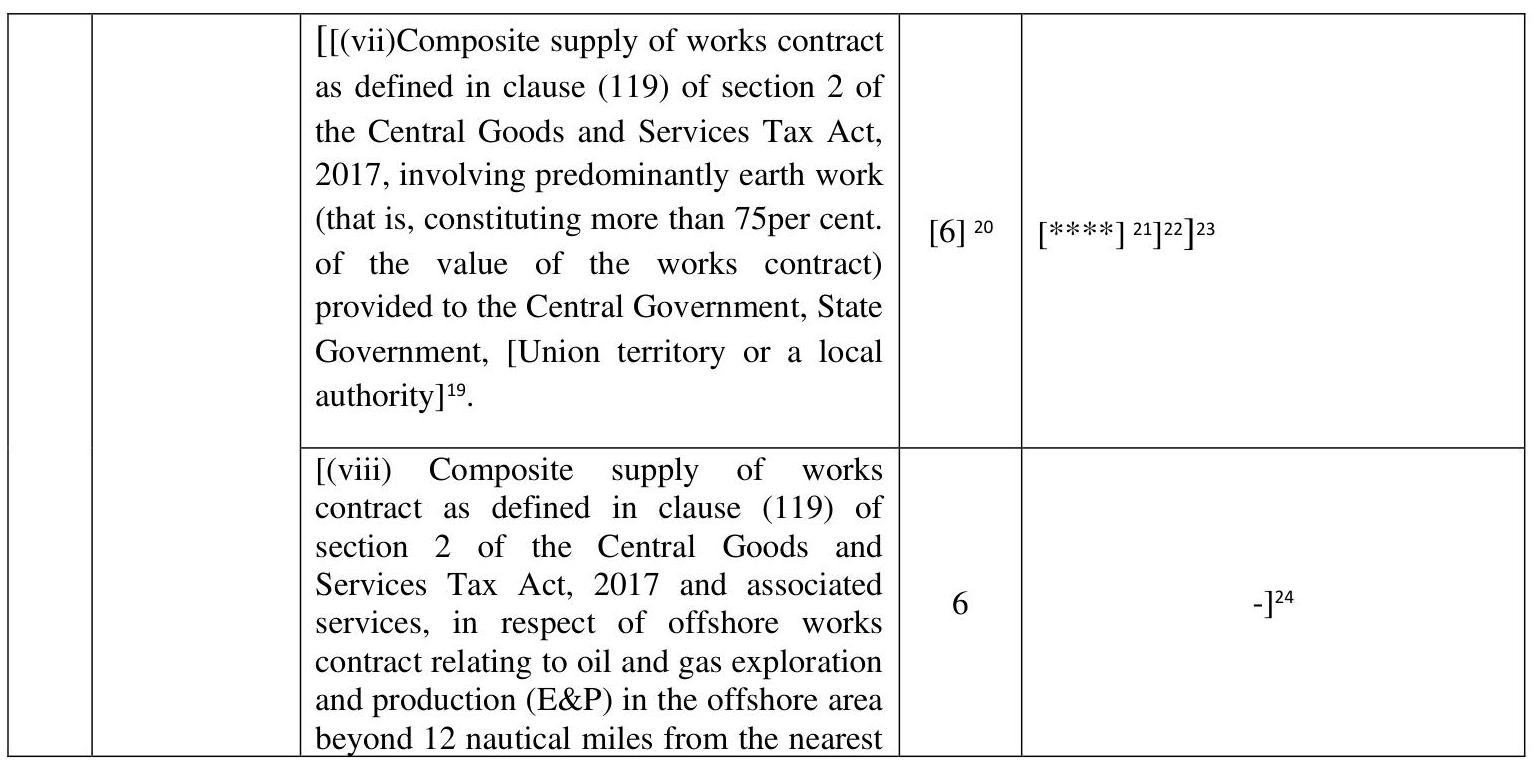 [[(vii)Composite supply of works contract
as defined in clause (119) of section 2 of
the Central Goods and Services Tax Act,
2017, involving predominantly earth work
(that is, constituting more than 75per cent.
of the value of the works contract)
provided to the Central Government, State
Government, [Union territory or a local
authority]19.
[6] 20
[****] 21]22]23
[(viii) Composite supply of works
contract as defined in clause (119) of
section 2 of the Central Goods and
Services Tax Act, 2017 and associated
services, in respect of offshore works
contract relating to oil and gas exploration
and production (E&P) in the offshore area
beyond 12 nautical miles from the nearest
6
-]24